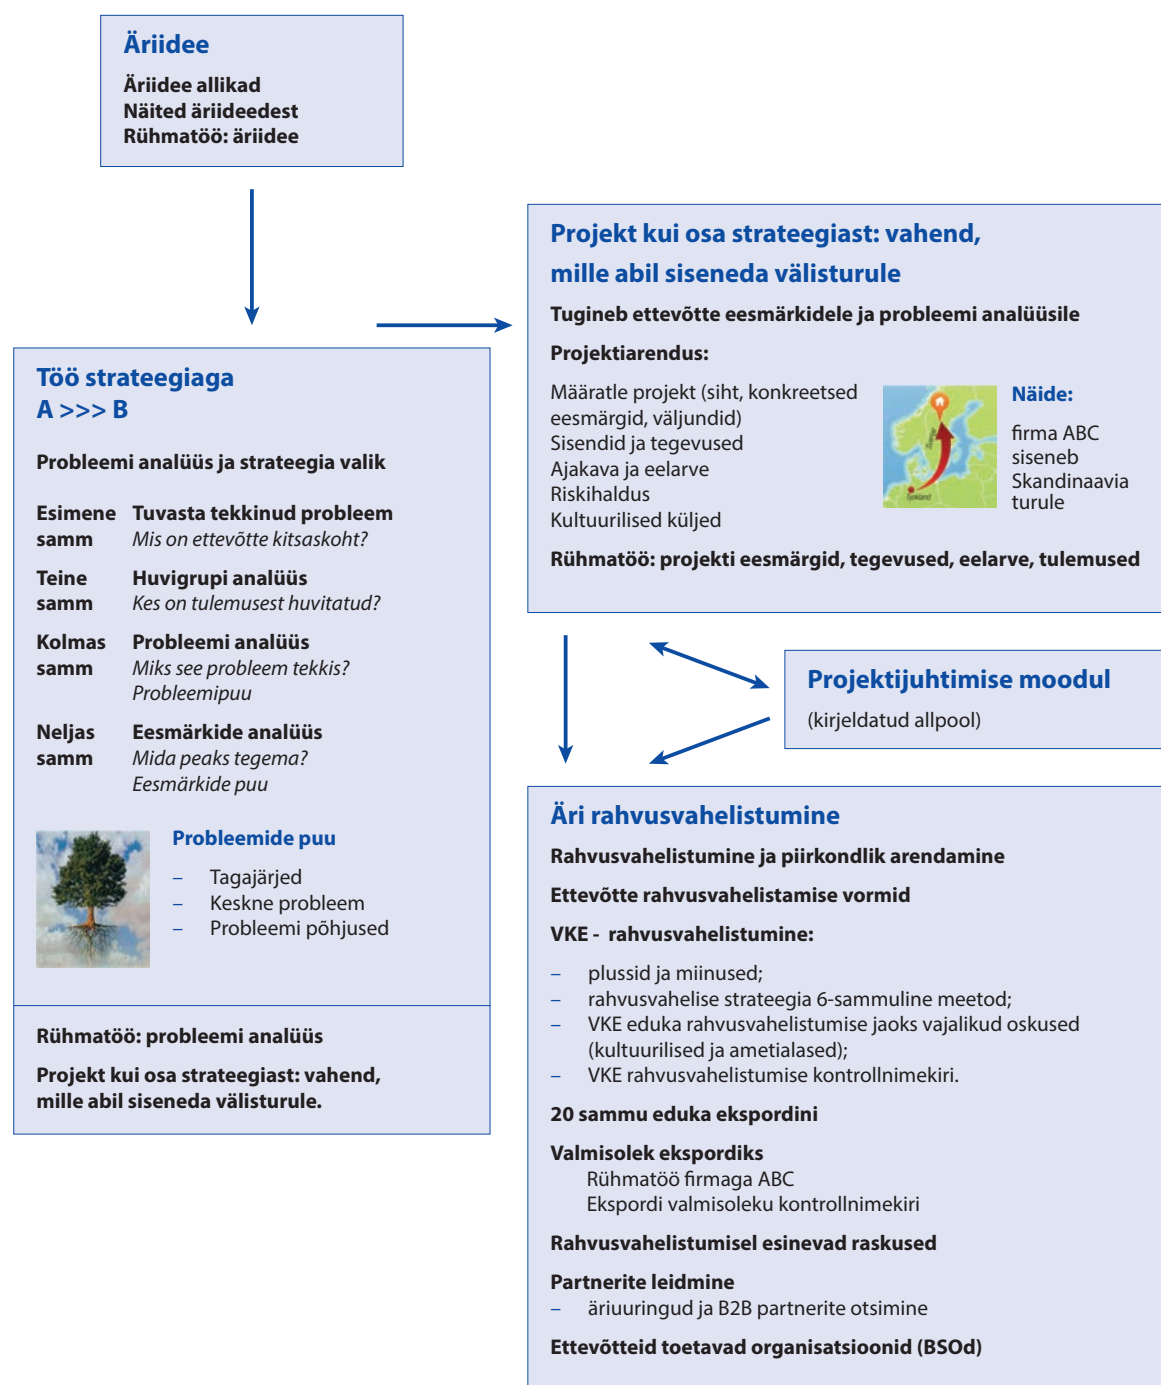 Äriidee
Äriidee allikad
Näited äriideedest
Rühmatöö: äriidee
Töö strateegiaga
A >>> B
Probleemi analüüs ja strateegia valik
Esimene Tuvasta tekkinud probleem
samm Mis on ettevõtte kitsaskoht?
Teine Huvigrupi analüüs
samm Kes on tulemusest huvitatud?
Kolmas Probleemi analüüs
samm Miks see probleem tekkis?
Probleemipuu
Neljas Eesmärkide analüüs
samm Mida peaks tegema?
Eesmärkide puu
Probleemide puu
– Tagajärjed
– Keskne probleem
– Probleemi põhjused
Rühmatöö: probleemi analüüs
Projekt kui osa strateegiast: vahend,
mille abil siseneda välisturule.
Projekt kui osa strateegiast: vahend,
mille abil siseneda välisturule
Tugineb ettevõtte eesmärkidele ja probleemi analüüsile
Projektiarendus:
Määratle projekt (siht, konkreetsed
eesmärgid, väljundid)
Sisendid ja tegevused
Ajakava ja eelarve
Riskihaldus
Kultuurilised küljed
Tyskland
Näide:
firma ABC
siseneb
Skandinaavia
turule
Rühmatöö: projekti eesmärgid, tegevused, eelarve, tulemused
Projektijuhtimise moodul
(kirjeldatud allpool)
Äri rahvusvahelistumine
Rahvusvahelistumine ja piirkondlik arendamine
Ettevõtte rahvusvahelistamise vormid
VKE - rahvusvahelistumine:
– plussid ja miinused;
– rahvusvahelise strateegia 6-sammuline meetod;
– VKE eduka rahvusvahelistumise jaoks vajalikud oskused
(kultuurilised ja ametialased);
– VKE rahvusvahelistumise kontrollnimekiri.
20 sammu eduka ekspordini
Valmisolek ekspordiks
Rühmatöö firmaga ABC
Ekspordi valmisoleku kontrollnimekiri
Rahvusvahelistumisel esinevad raskused
Partnerite leidmine
– äriuuringud ja B2B partnerite otsimine
Ettevõtteid toetavad organisatsioonid (BSOd)